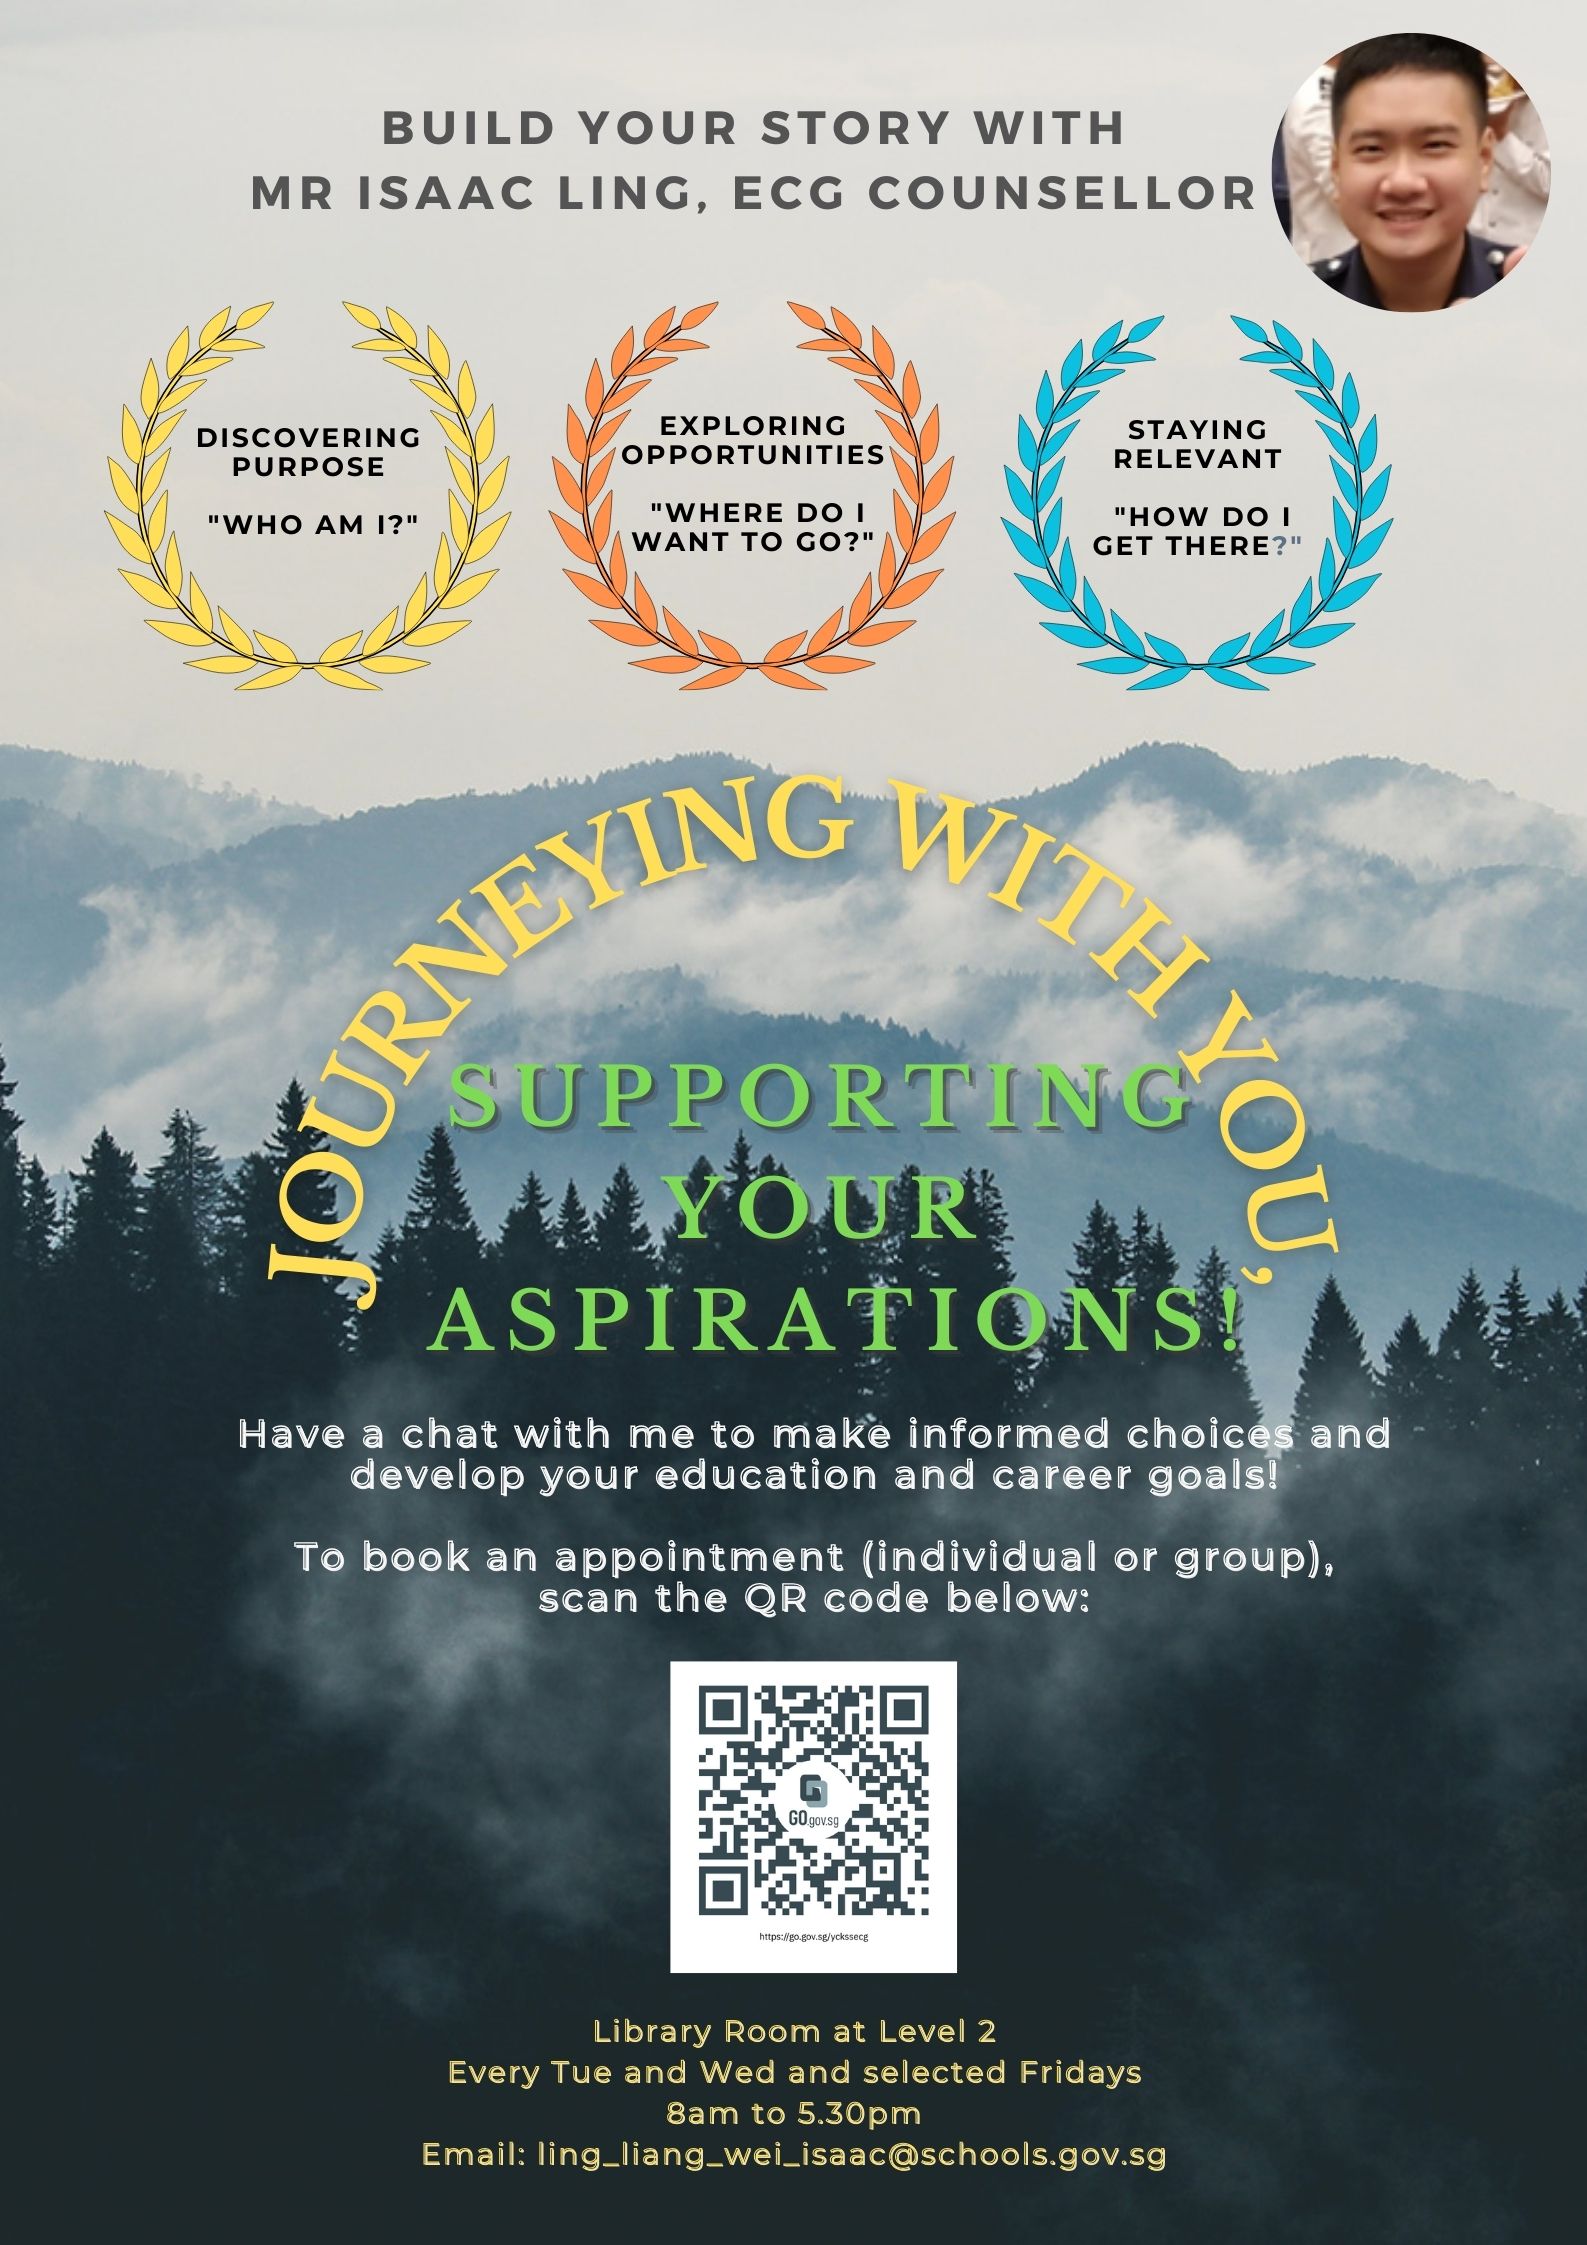 BUILD YOUR STORY WITH
MR ISAAC LING, ECG COUNSELLOR
DISCOVERING
PURPOSE
"WHO AM I?"
EXPLORING
OPPORTUNITIES
"WHERE DO I
WANT TO GO?"
STAYING
RELEVANT
"HOW DO I
GET THERE?"
JOURNEYING WITH YOU,
SUPPORTING
YOUR
ASPIRATIONS!
Have a chat with me to make informed choices and
develop your education and career goals!
To book an appointment (individual or group),
scan the QR code below:
GO.gov.sg
https://go.gov.sg/yckssecg
Library Room at Level 2
Every Tue and Wed and selected Fridays
8am to 5.30pm
Email: ling_liang_wei_isaac@schools.gov.sg